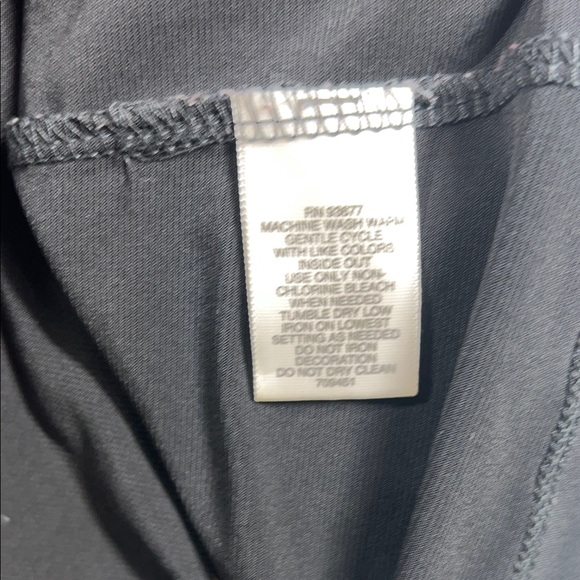 RN 93677
MACHINE WASH WARM
GENTLE CYCLE
WITH LIKE COLORS
INSIDE OUT
USE ONLY NON-
CHLORINE BLEACH
WHEN NEEDED
TUMBLE DRY LOW
IRON ON LOWEST
SETTING AS NEEDED
DO NOT IRON
DECORATION
DO NOT DRY CLEAN
709451